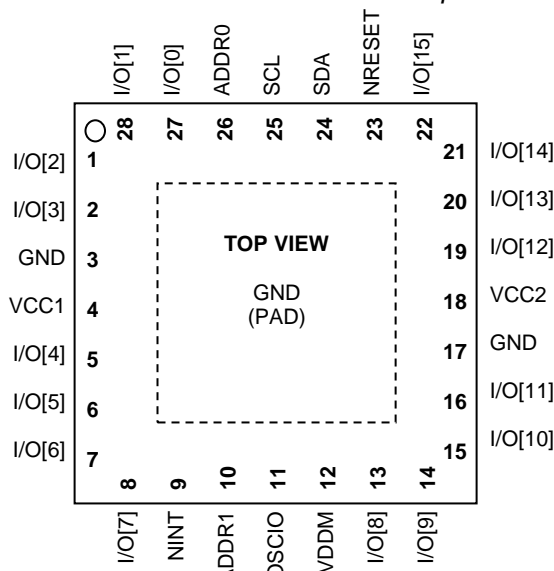 I/O[1]
I/O[0]
ADDR0
SCL
SDA
NRESET
I/O[15]
28
27
26
25
24
23
22
I/O[2] 1
I/O[3] 2
GND 3
VCC1 4
I/O[4] 5
I/O[5] 6
I/O[6] 7
TOP VIEW
GND
(PAD)
21 I/O[14]
20 I/O[13]
19 I/O[12]
18 VCC2
17 GND
16 I/O[11]
15 I/O[10]
8
9
10
11
12
13
14
I/O[7]
NINT
ADDR1
OSCIO
VDDM
I/O[8]
I/O[9]